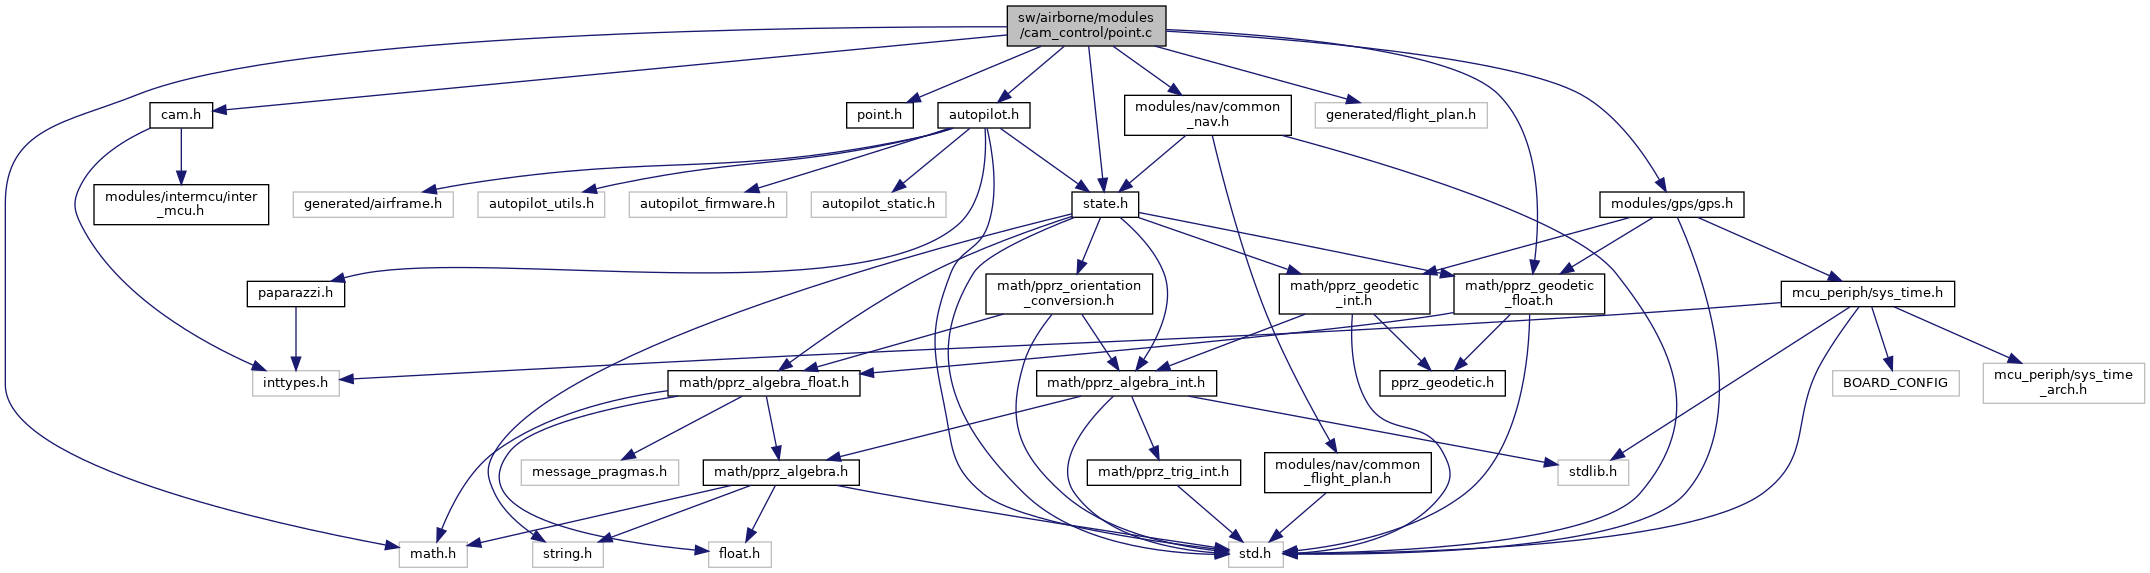 sw/airborne/modules
/cam_control/point.c
cam.h
point.h
autopilot.h
modules/nav/common
_nav.h
generated/flight_plan.h
modules/intermcu/inter
_mcu.h
generated/airframe.h
autopilot_utils.h
autopilot_firmware.h
autopilot_static.h
state.h
modules/gps/gps.h
paparazzi.h
math/pprz_orientation
_conversion.h
math/pprz_geodetic
_int.h
math/pprz_geodetic
_float.h
mcu_periph/sys_time.h
inttypes.h
math/pprz_algebra_float.h
math/pprz_algebra_int.h
pprz_geodetic.h
BOARD_CONFIG
mcu_periph/sys_time
_arch.h
message_pragmas.h
math/pprz_algebra.h
math/pprz_trig_int.h
modules/nav/common
_flight_plan.h
stdlib.h
math.h
string.h
float.h
std.h